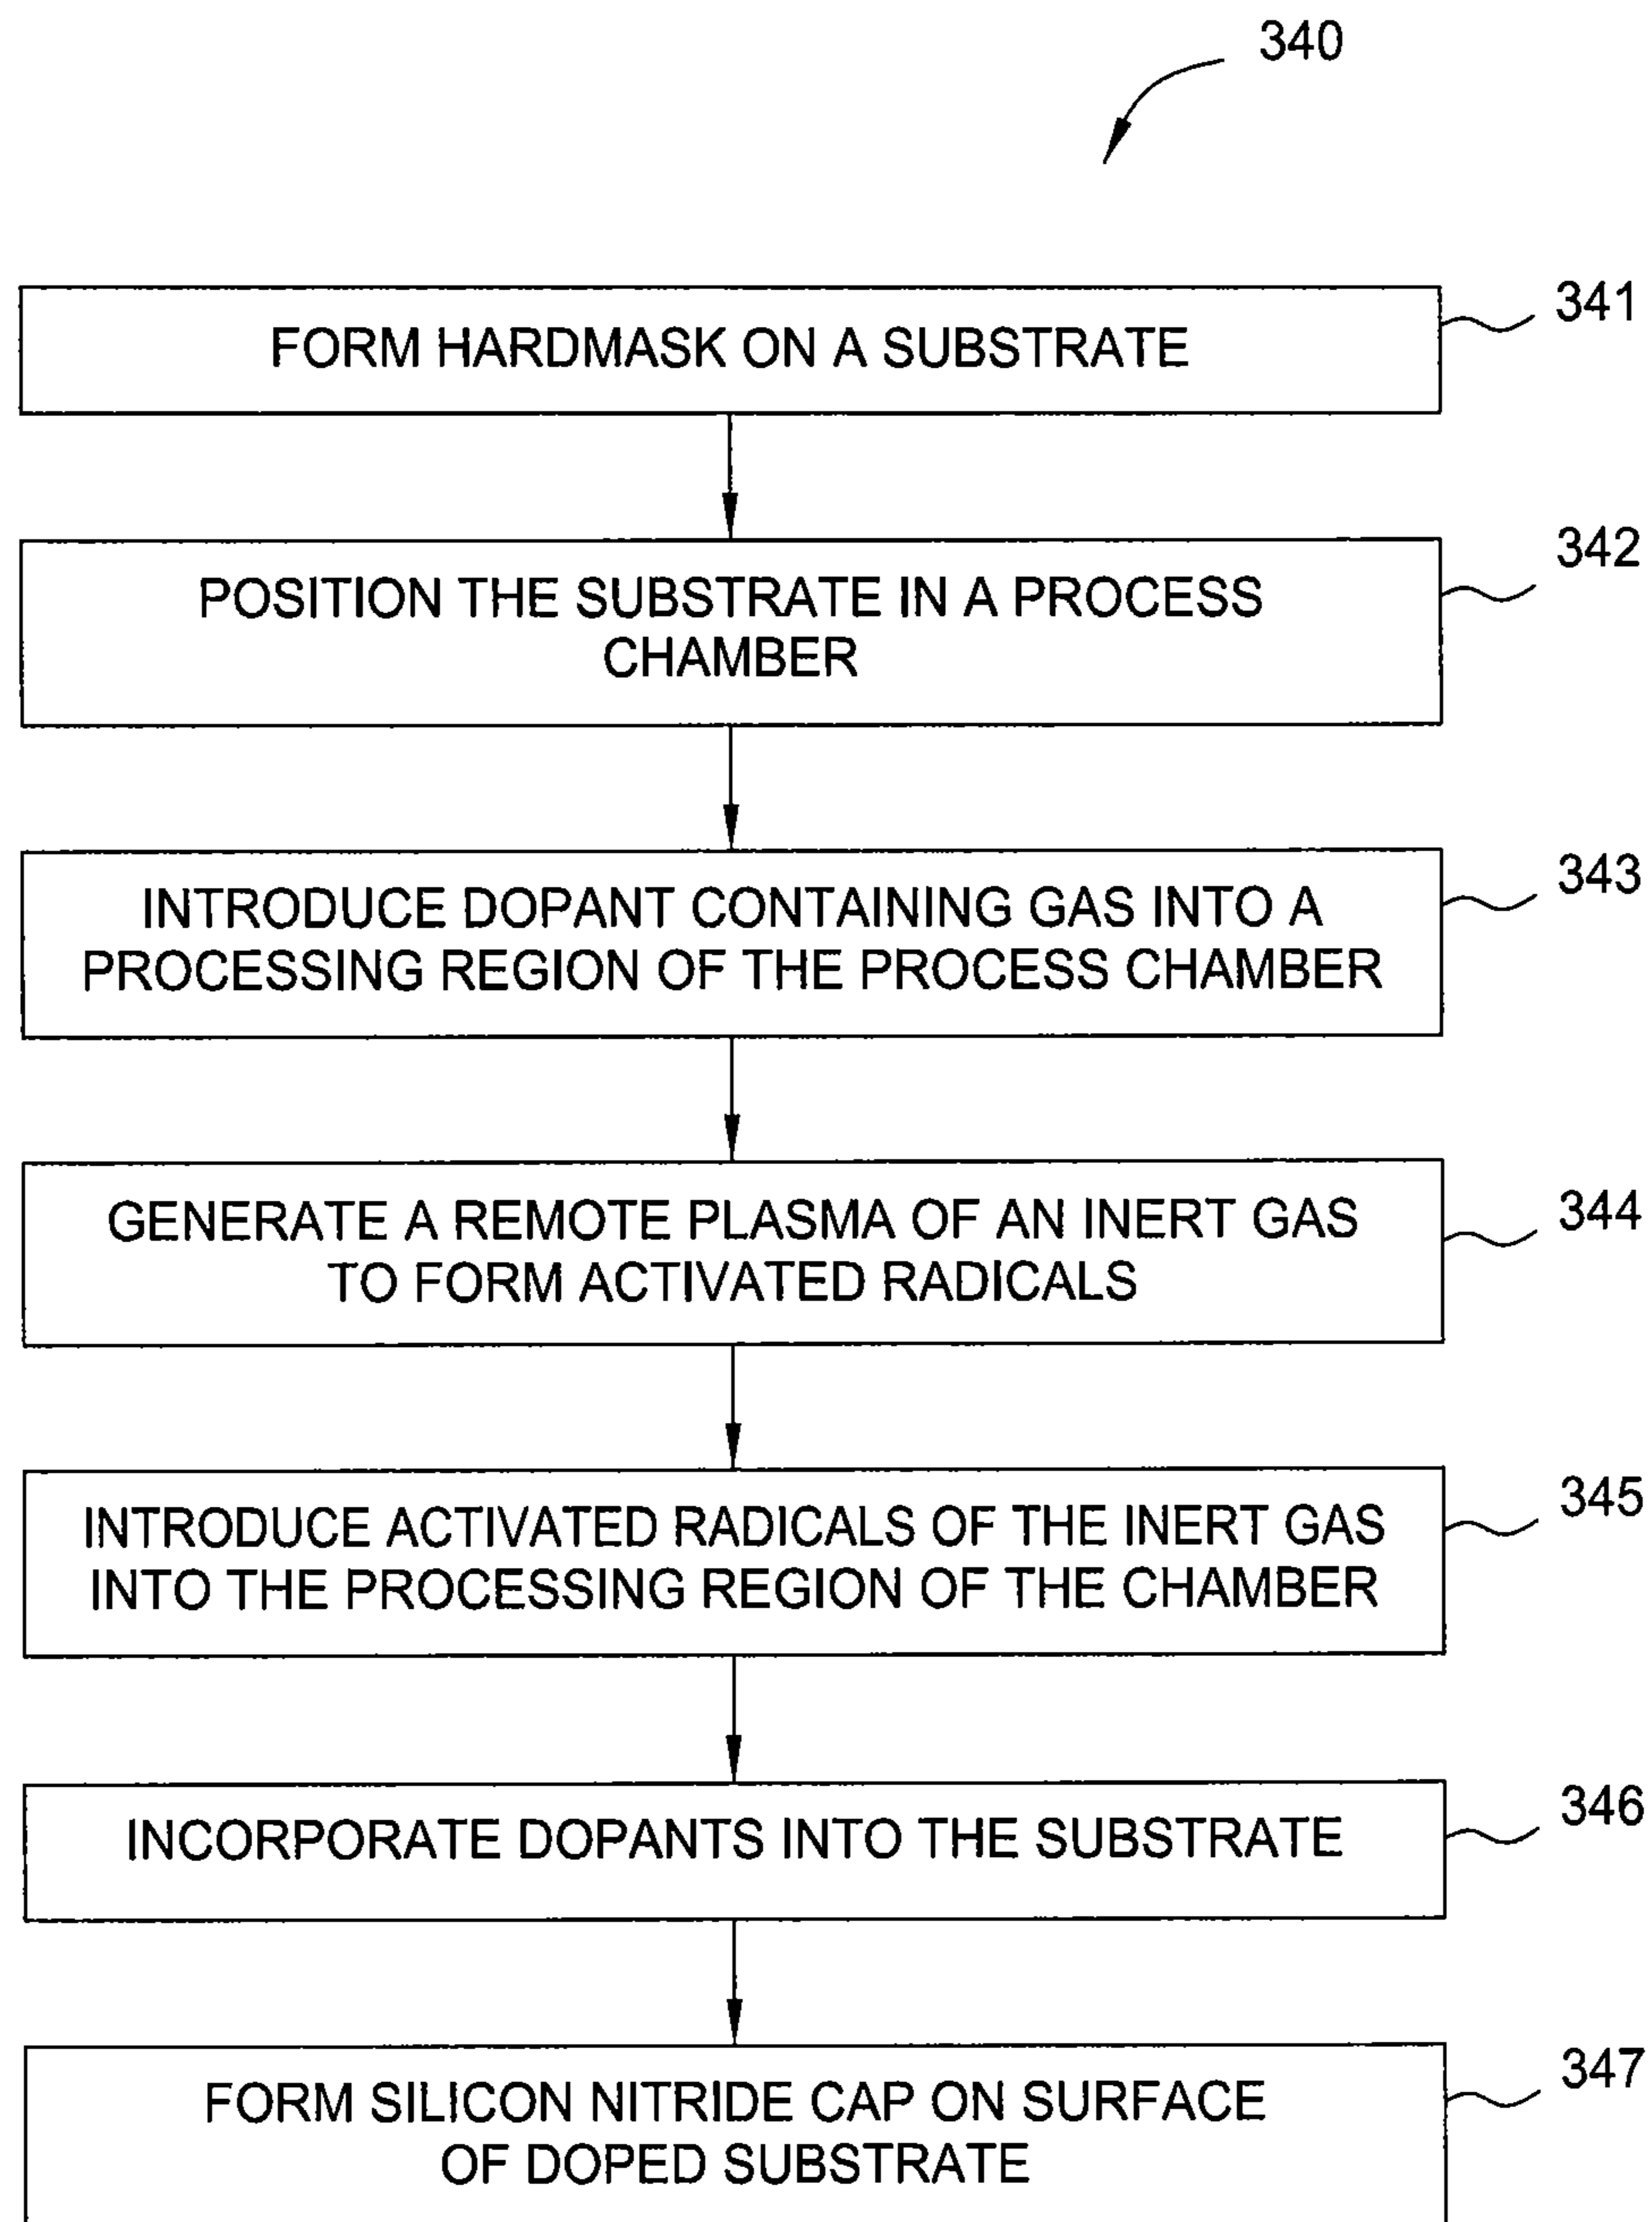 340
FORM HARDMASK ON A SUBSTRATE
341
POSITION THE SUBSTRATE IN A PROCESS
CHAMBER
342
INTRODUCE DOPANT CONTAINING GAS INTO A
PROCESSING REGION OF THE PROCESS CHAMBER
343
GENERATE A REMOTE PLASMA OF AN INERT GAS
TO FORM ACTIVATED RADICALS
344
INTRODUCE ACTIVATED RADICALS OF THE INERT GAS
INTO THE PROCESSING REGION OF THE CHAMBER
345
INCORPORATE DOPANTS INTO THE SUBSTRATE
346
FORM SILICON NITRIDE CAP ON SURFACE
OF DOPED SUBSTRATE
347